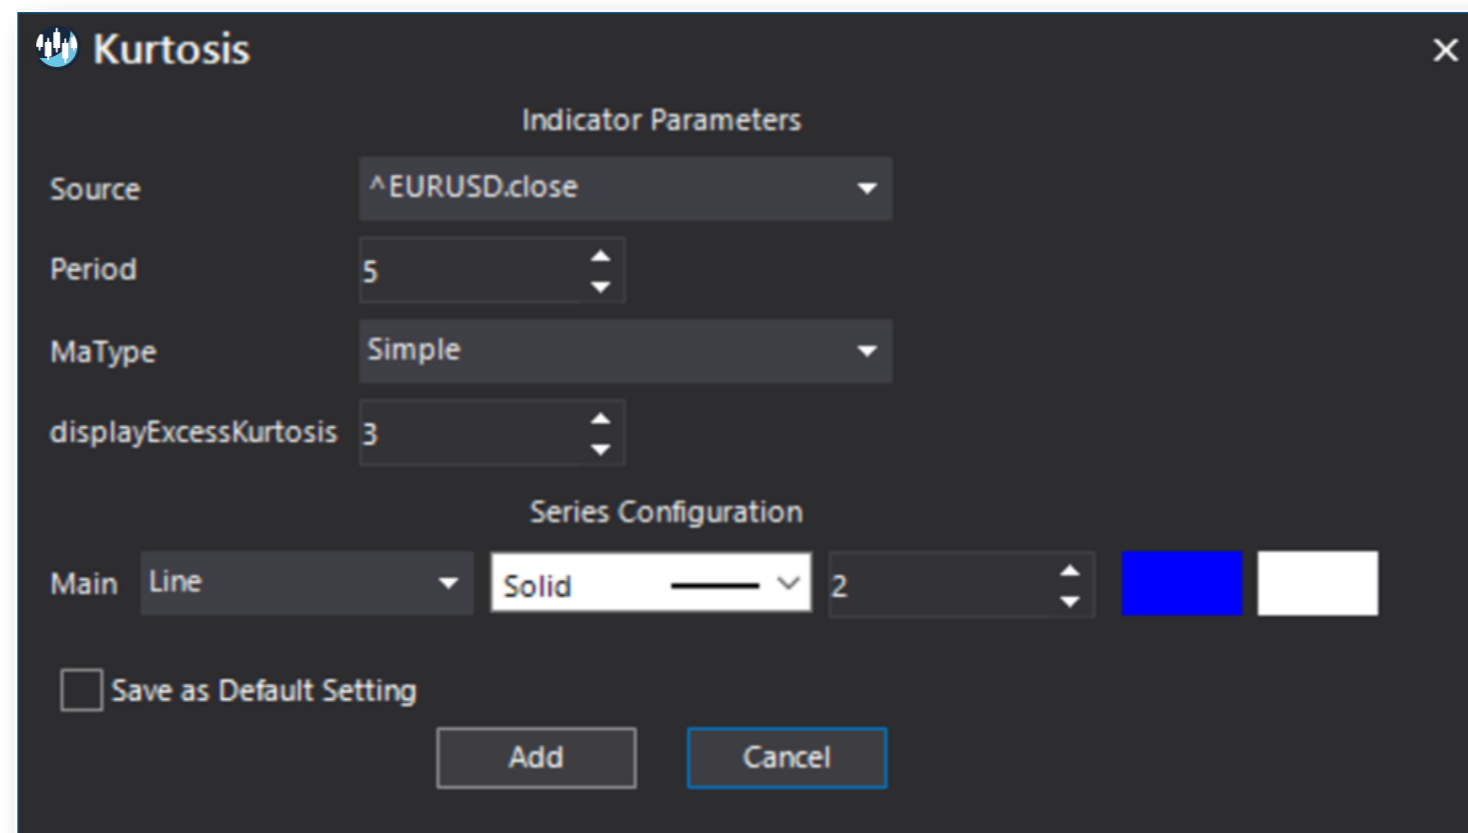 Kurtosis
Indicator Parameters
Source ^EURUSD.close
Period 5
MaType Simple
displayExcessKurtosis 3
Series Configuration
Main Line Solid 2
Save as Default Setting
Add Cancel